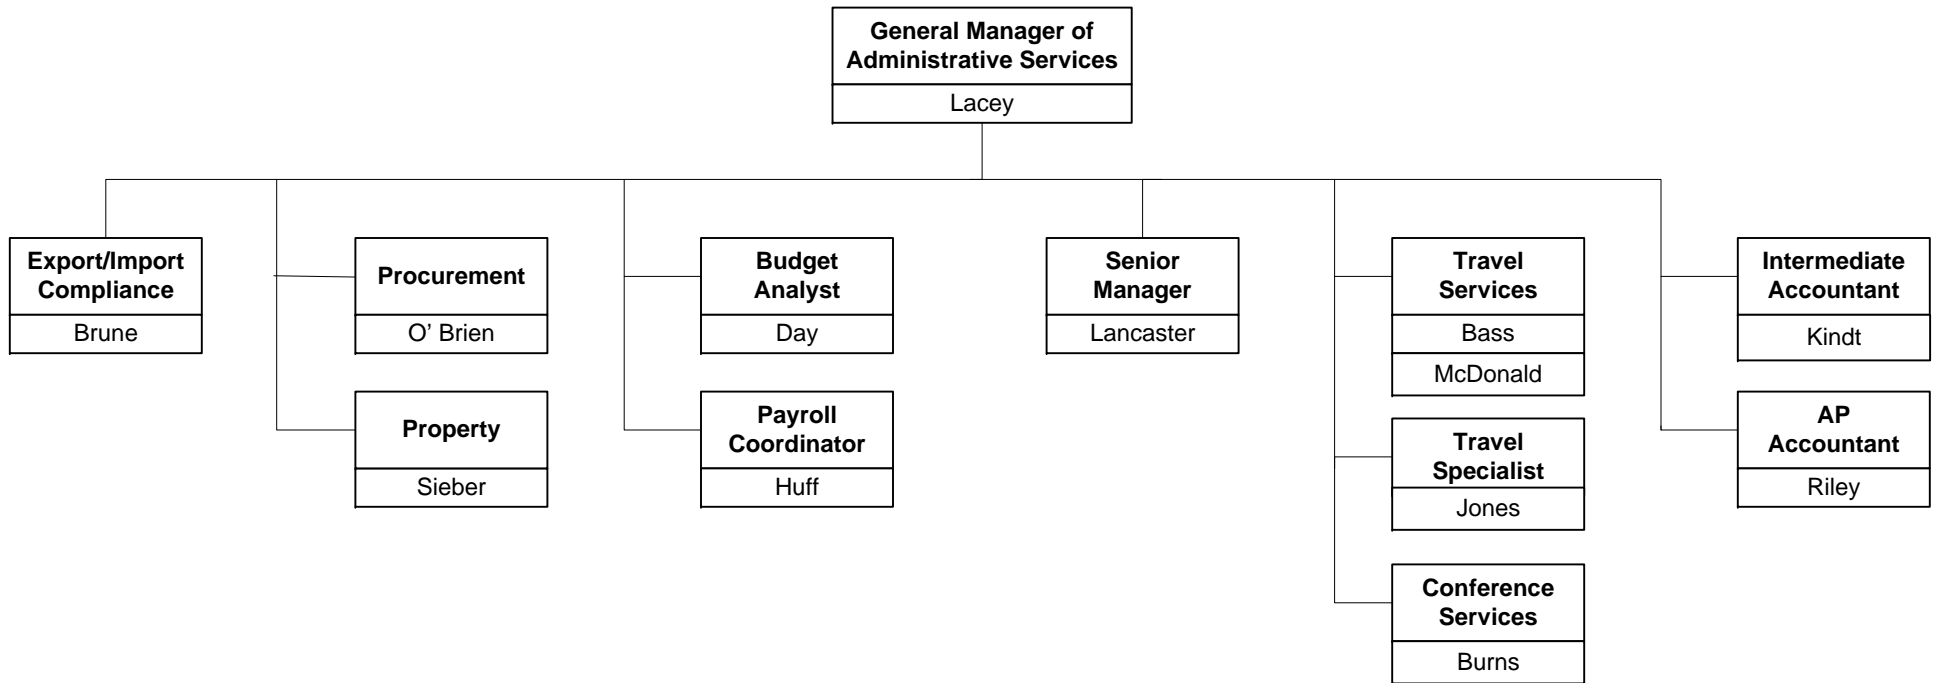 General Manager of
Administrative Services
Lacey
Export/Import
Compliance
Brune
Procurement
O’ Brien
Property
Sieber
Budget
Analyst
Day
Payroll
Coordinator
Huff
Senior
Manager
Lancaster
Travel
Services
Bass
McDonald
Travel
Specialist
Jones
Conference
Services
Burns
Intermediate
Accountant
Kindt
AP
Accountant
Riley